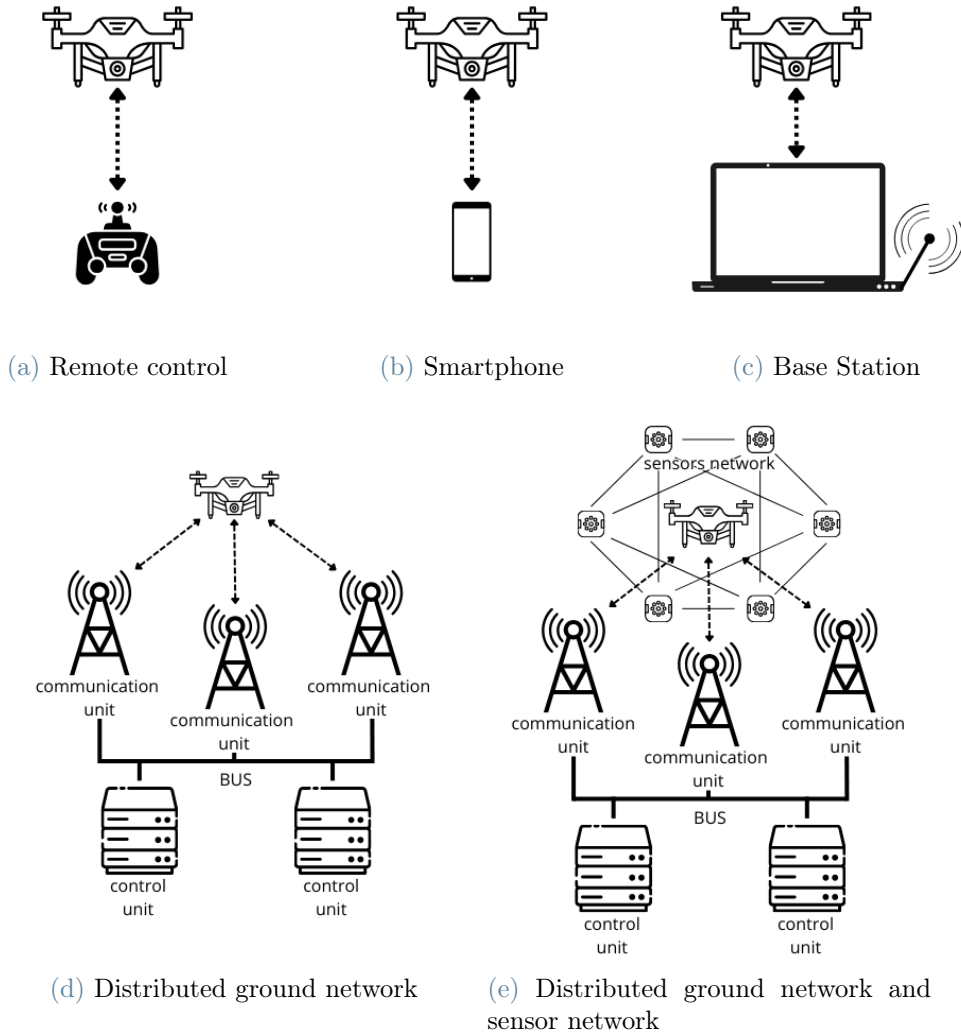 (a) Remote control
(b) Smartphone
(c) Base Station
communication
unit
communication
unit
communication
unit
BUS
control
unit
control
unit
(d) Distributed ground network
sensors network
communication
unit
communication
unit
communication
unit
BUS
control
unit
control
unit
(e) Distributed ground network and
sensor network